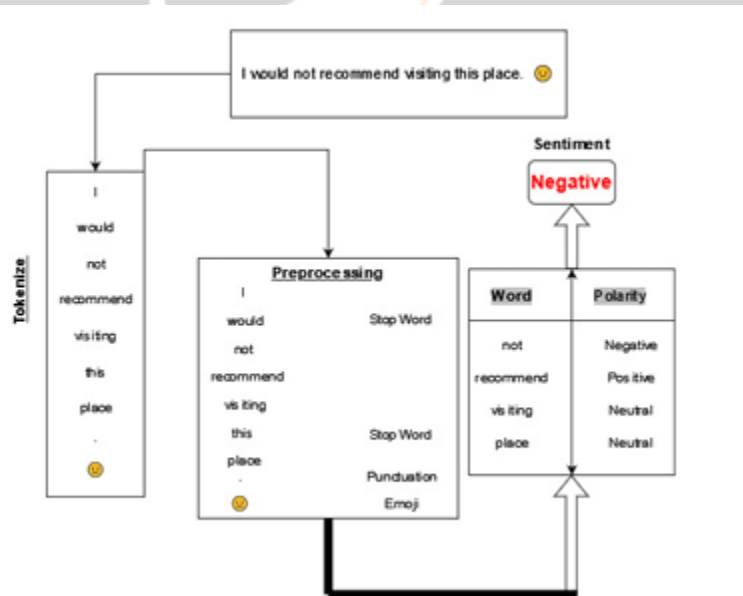 I would not recommend visiting this place. 😐
Sentiment
Negative
Tokenize
I
would
not
recommend
visiting
this
place
.
Preprocessing
I
would Stop Word
not
recommend
visiting
this Stop Word
place
. Punctuation
Emoji
Word Polarity
not Negative
recommend Positive
visiting Neutral
place Neutral